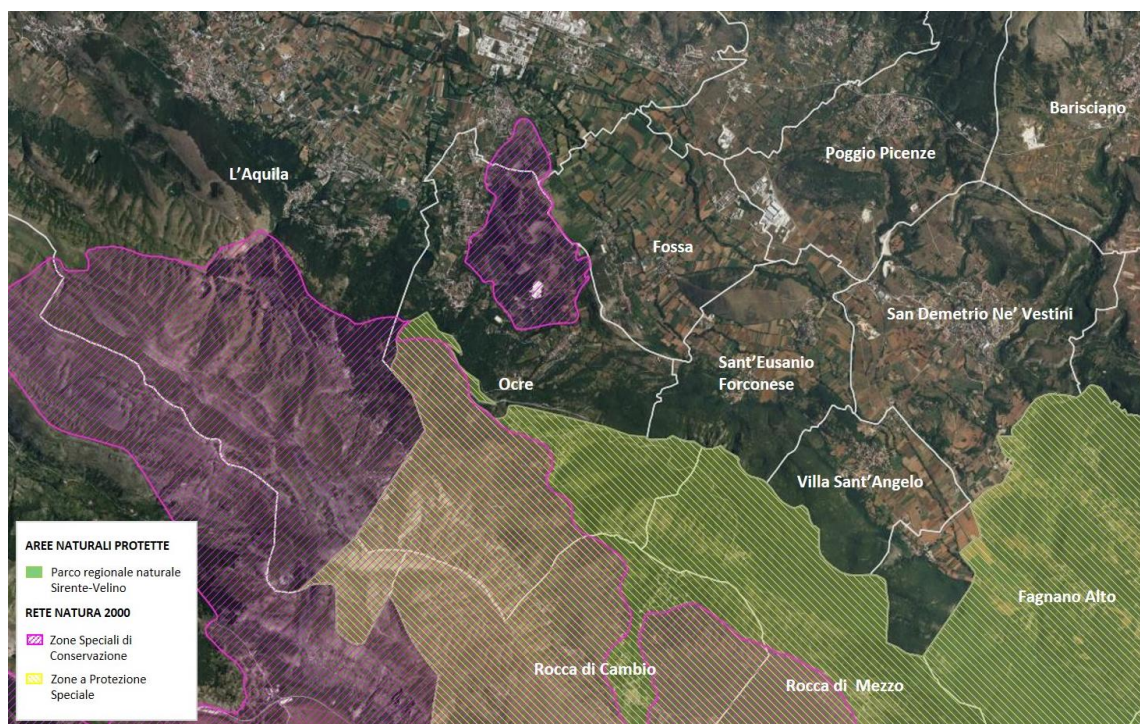 Barisciano
Poggio Picenze
L'Aquila
Fossa
San Demetrio Ne' Vestini
Sant'Eusanio
Forconese
Ocre
Villa Sant'Angelo
Fagnano Alto
Rocca di Cambio
Rocca di Mezzo
AREE NATURALI PROTETTE
Parco regionale naturale
Sirente-Velino
RETE NATURA 2000
Zone Speciali di
Conservazione
Zone a Protezione
Speciale